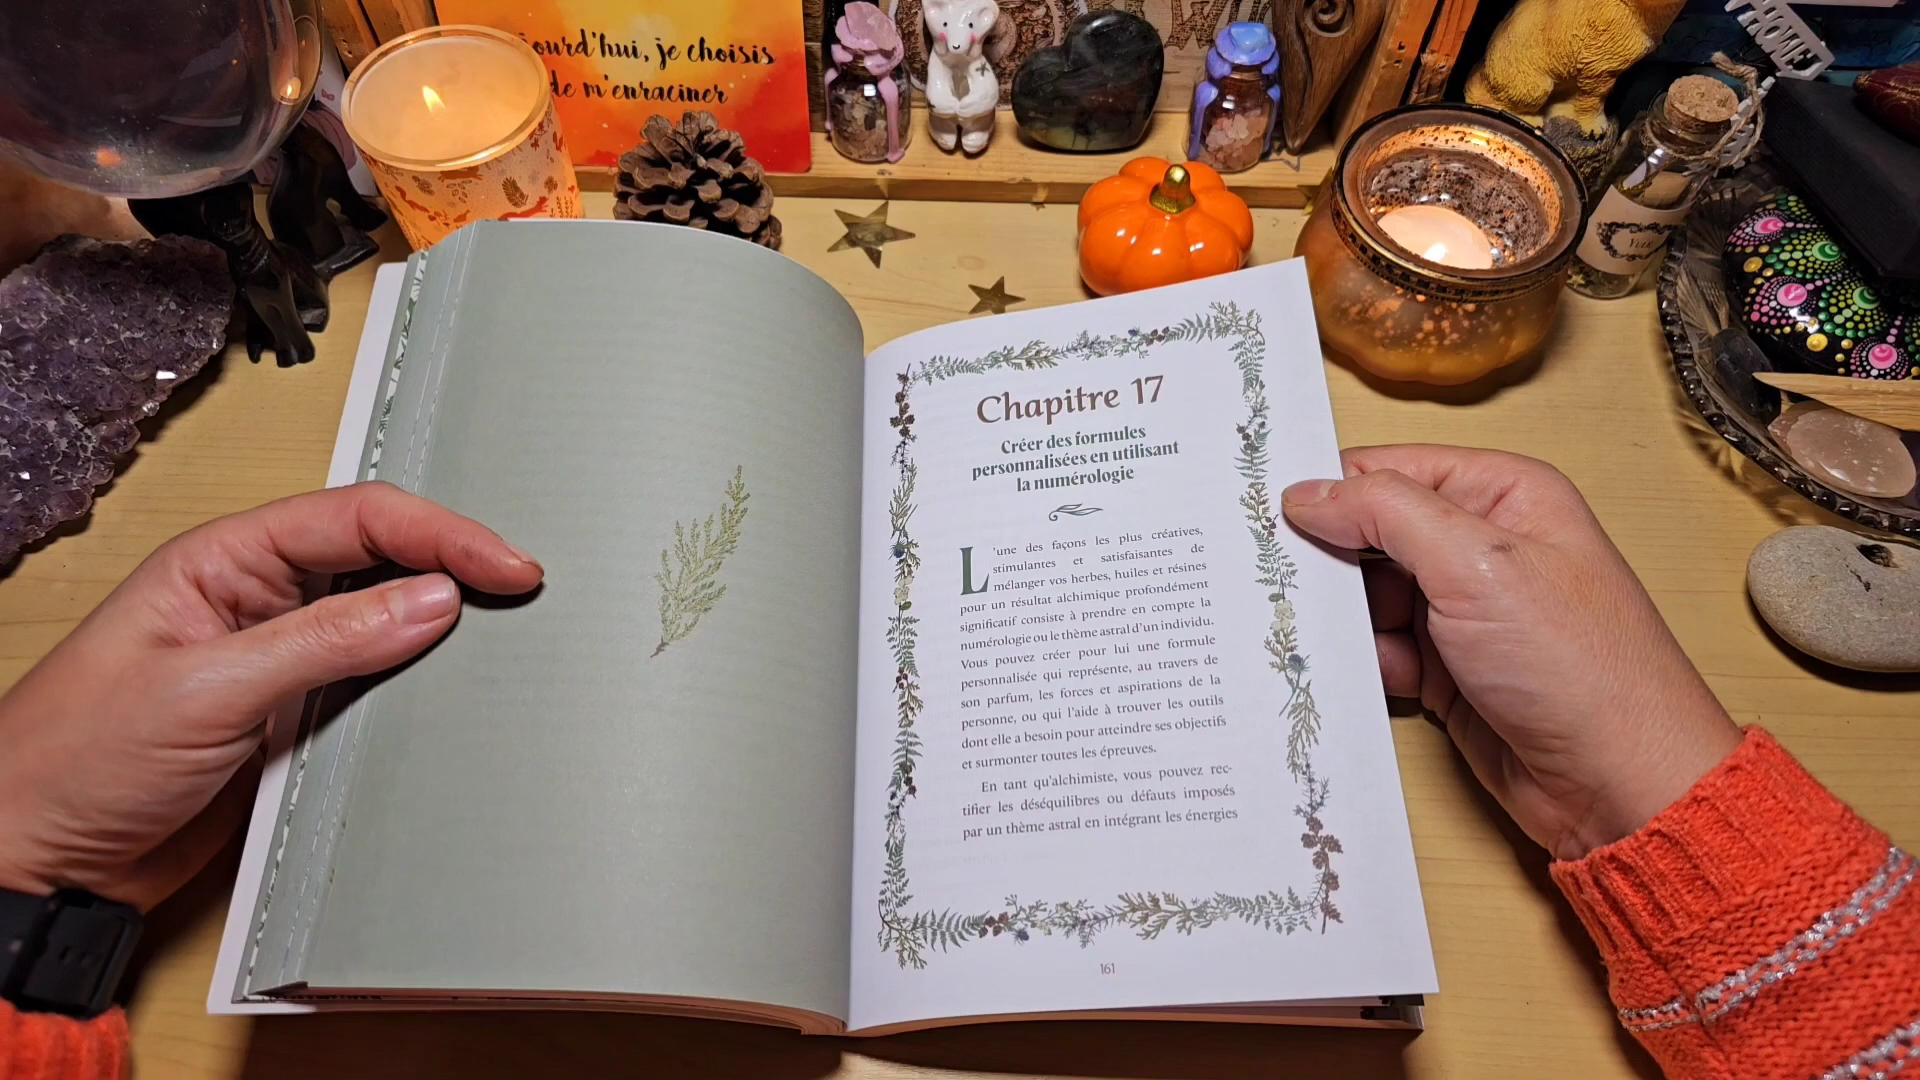 jourd'hui, je choisis
de m'enraciner
HOME
Yule
Chapitre 17
Créer des formules
personnalisées en utilisant
la numérologie
L'une des façons les plus créatives,
stimulantes et satisfaisantes de
mélanger vos herbes, huiles et résines
pour un résultat alchimique profondément
significatif consiste à prendre en compte la
numérologie ou le thème astral d'un individu.
Vous pouvez créer pour lui une formule
personnalisée qui représente, au travers de
son parfum, les forces et aspirations de la
personne, ou qui l'aide à trouver les outils
dont elle a besoin pour atteindre ses objectifs
et surmonter toutes les épreuves.
En tant qu'alchimiste, vous pouvez rec-
tifier les déséquilibres ou défauts imposés
par un thème astral en intégrant les énergies
161